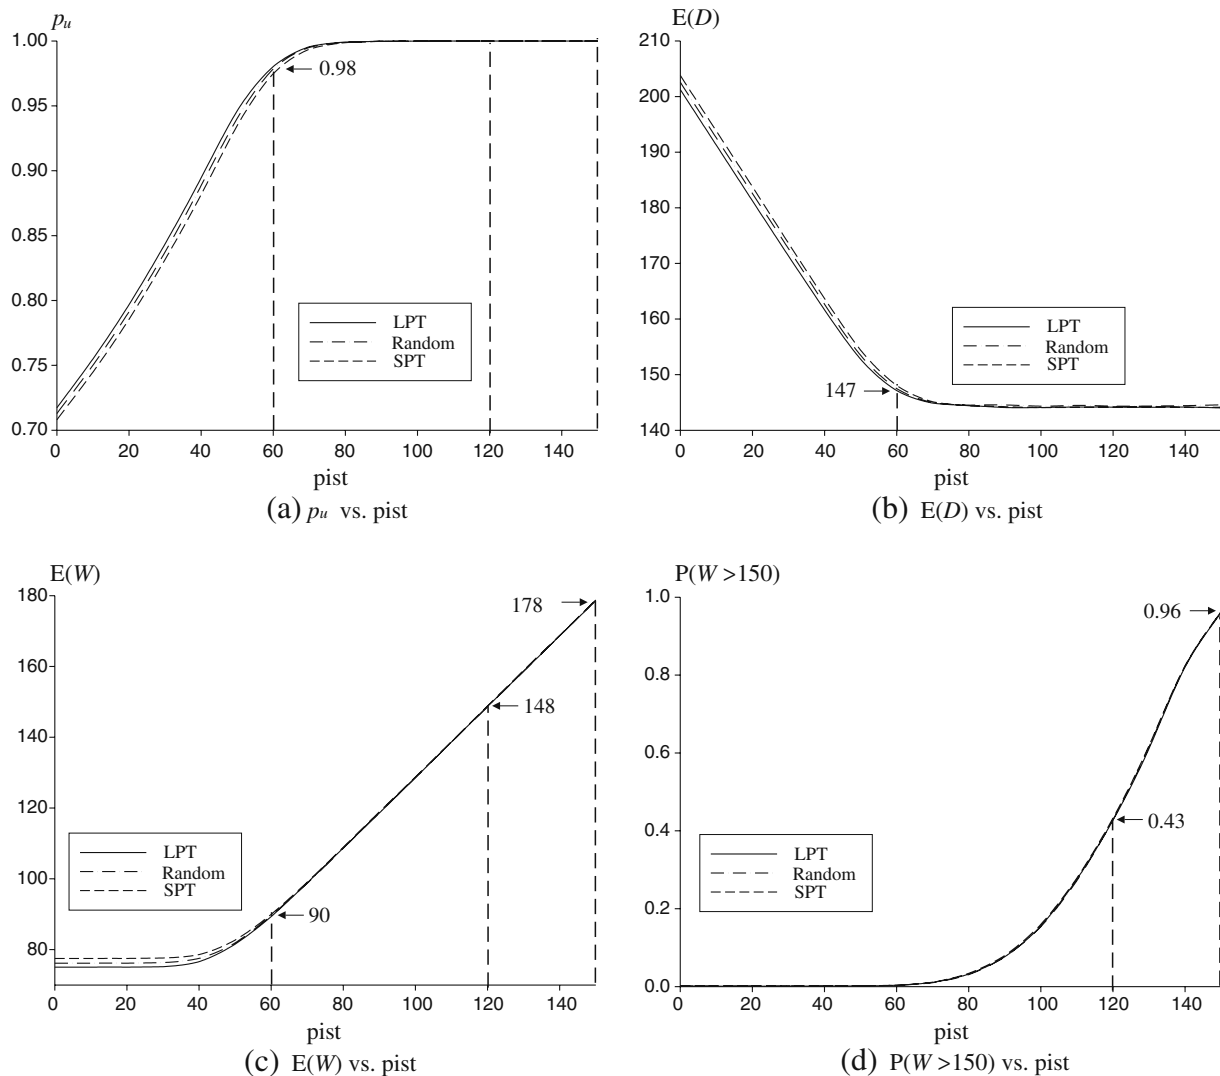 pu
1.00
0.95
0.90
0.85
0.80
0.75
0.70
0.98
LPT
Random
SPT
0 20 40 60 80 100 120 140
pist
(a) pu vs. pist
E(D)
210
200
190
180
170
160
150
140
147
LPT
Random
SPT
0 20 40 60 80 100 120 140
pist
(b) E(D) vs. pist
E(W)
180
160
140
120
100
80
178
148
90
LPT
Random
SPT
0 20 40 60 80 100 120 140
pist
(c) E(W) vs. pist
P(W >150)
1.0
0.8
0.6
0.4
0.2
0.0
0.96
0.43
LPT
Random
SPT
0 20 40 60 80 100 120 140
pist
(d) P(W >150) vs. pist